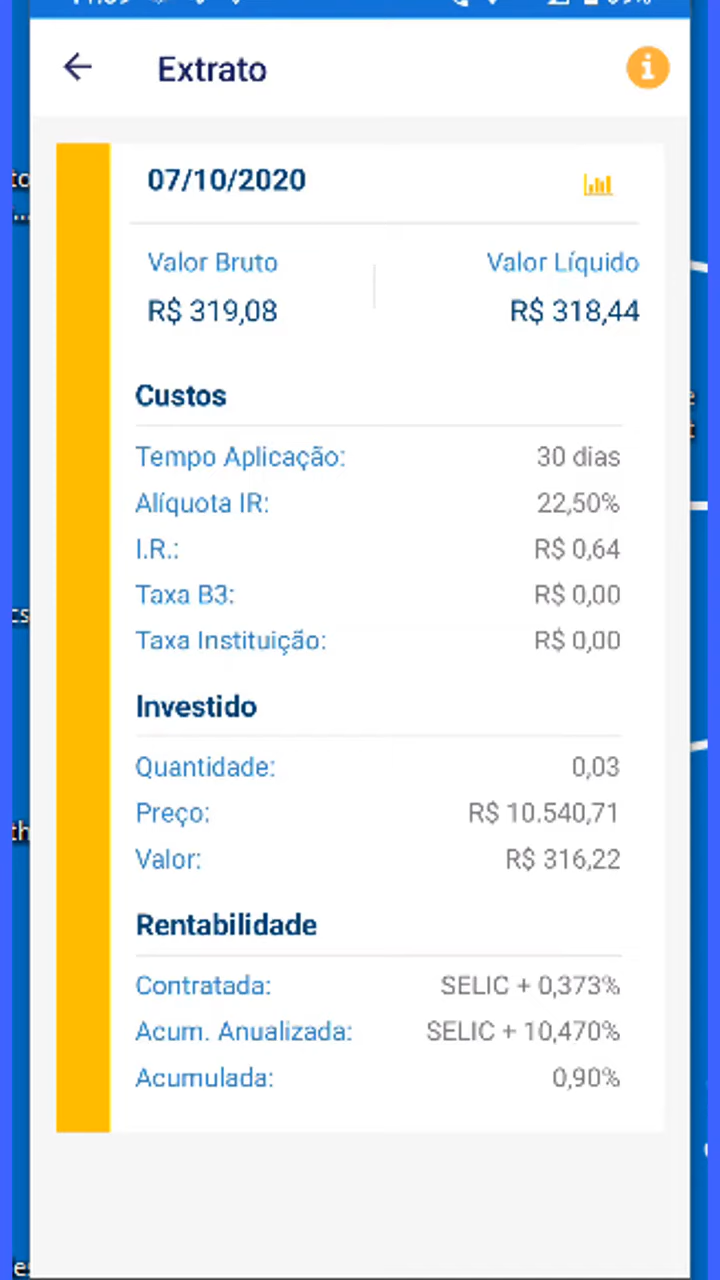 Extrato
07/10/2020
Valor Bruto Valor Líquido
R$ 319,08 R$ 318,44
Custos
Tempo Aplicação: 30 dias
Alíquota IR: 22,50%
I.R.: R$ 0,64
Taxa B3: R$ 0,00
Taxa Instituição: R$ 0,00
Investido
Quantidade: 0,03
Preço: R$ 10.540,71
Valor: R$ 316,22
Rentabilidade
Contratada: SELIC + 0,373%
Acum. Anualizada: SELIC + 10,470%
Acumulada: 0,90%